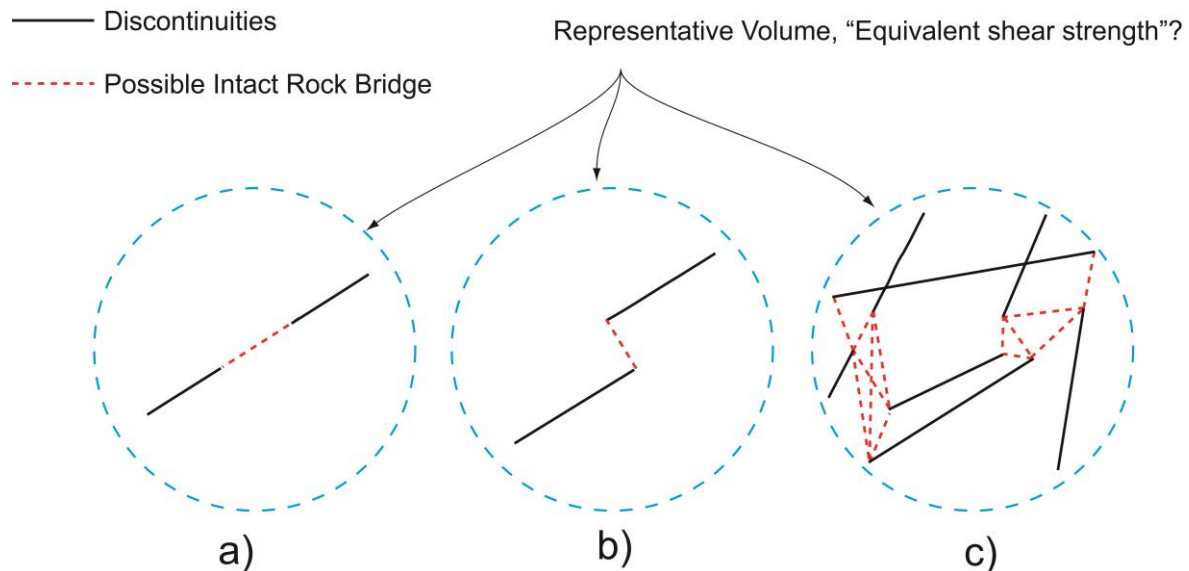 Discontinuities
Representative Volume, “Equivalent shear strength”?
Possible Intact Rock Bridge
a)
b)
c)